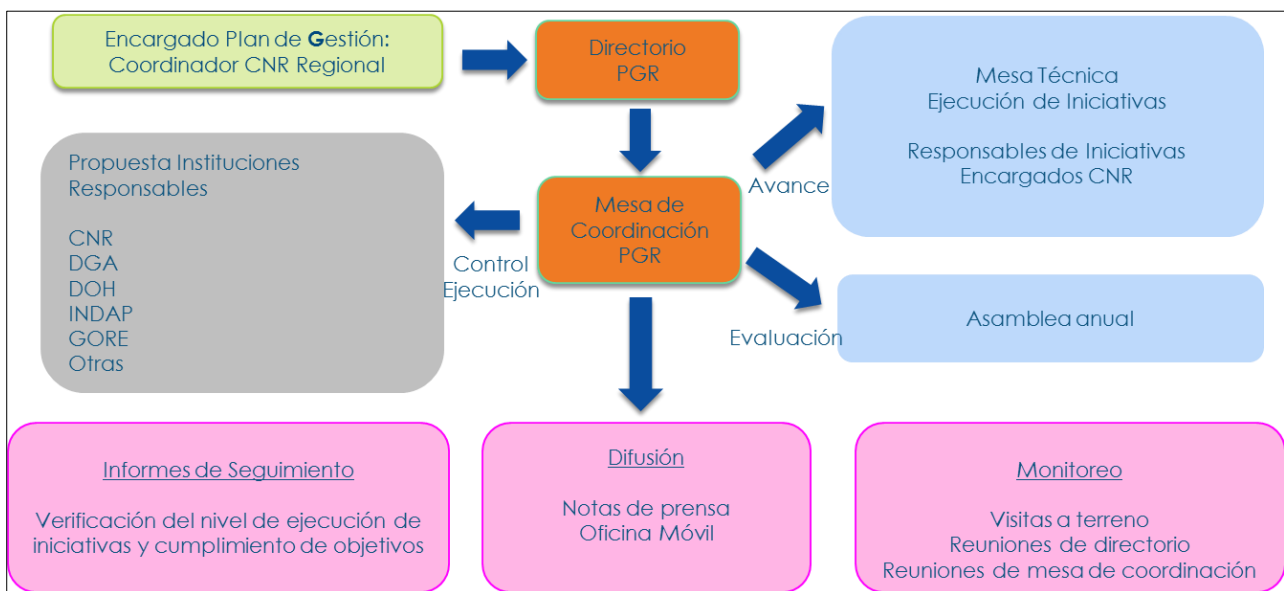 Encargado Plan de Gestión:
Coordinador CNR Regional
Directorio
PGR
Mesa Técnica
Ejecución de Iniciativas
Responsables de Iniciativas
Encargados CNR
Avance
Propuesta Instituciones
Responsables
CNR
DGA
DOH
INDAP
GORE
Otras
Mesa de
Coordinación
PGR
Control
Ejecución
Evaluación
Asamblea anual
Informes de Seguimiento
Verificación del nivel de ejecución de
iniciativas y cumplimiento de objetivos
Difusión
Notas de prensa
Oficina Móvil
Monitoreo
Visitas a terreno
Reuniones de directorio
Reuniones de mesa de coordinación